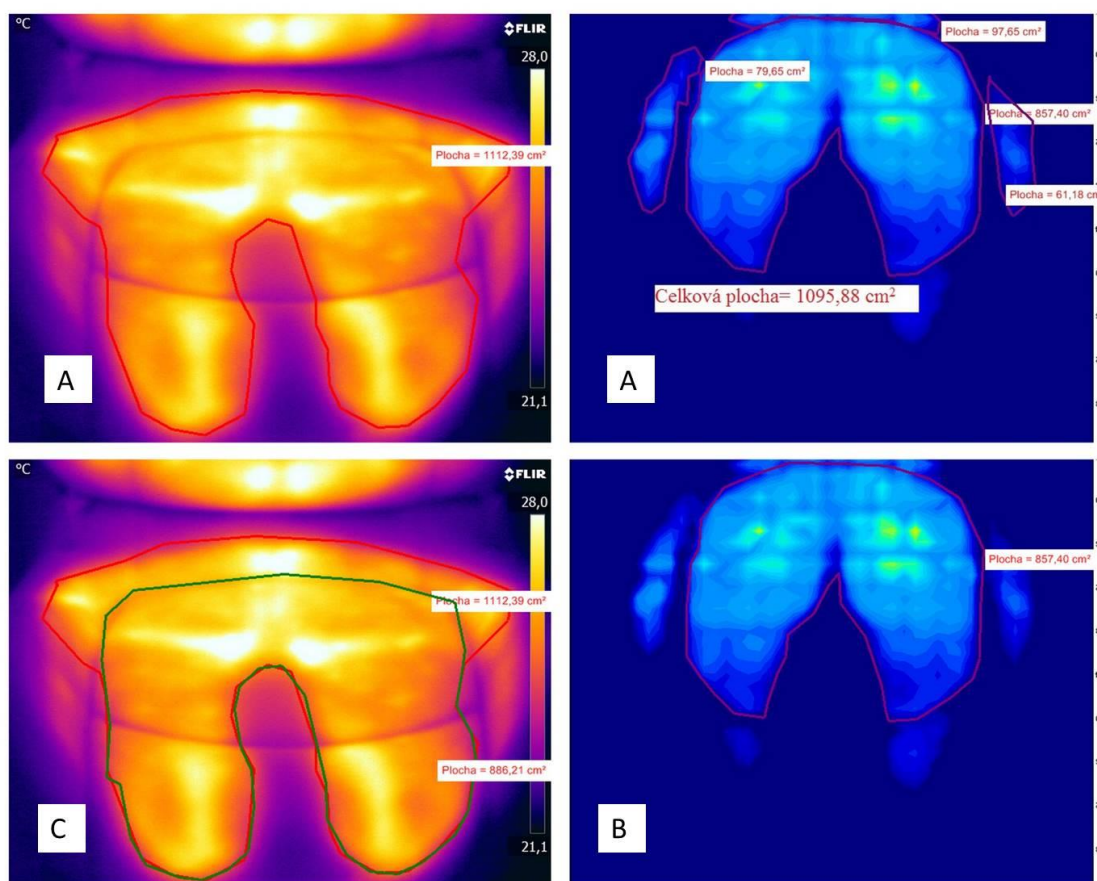 °C
FLIR
28,0
Plocha = 1112,39 cm²
A
21,1
Plocha = 97,65 cm²
Plocha = 79,65 cm²
Plocha = 857,40 cm²
Plocha = 61,18 cm
Celková plocha= 1095,88 cm²
A
°C
FLIR
28,0
Plocha = 1112,39 cm²
Plocha = 886,21 cm²
C
21,1
Plocha = 857,40 cm²
B